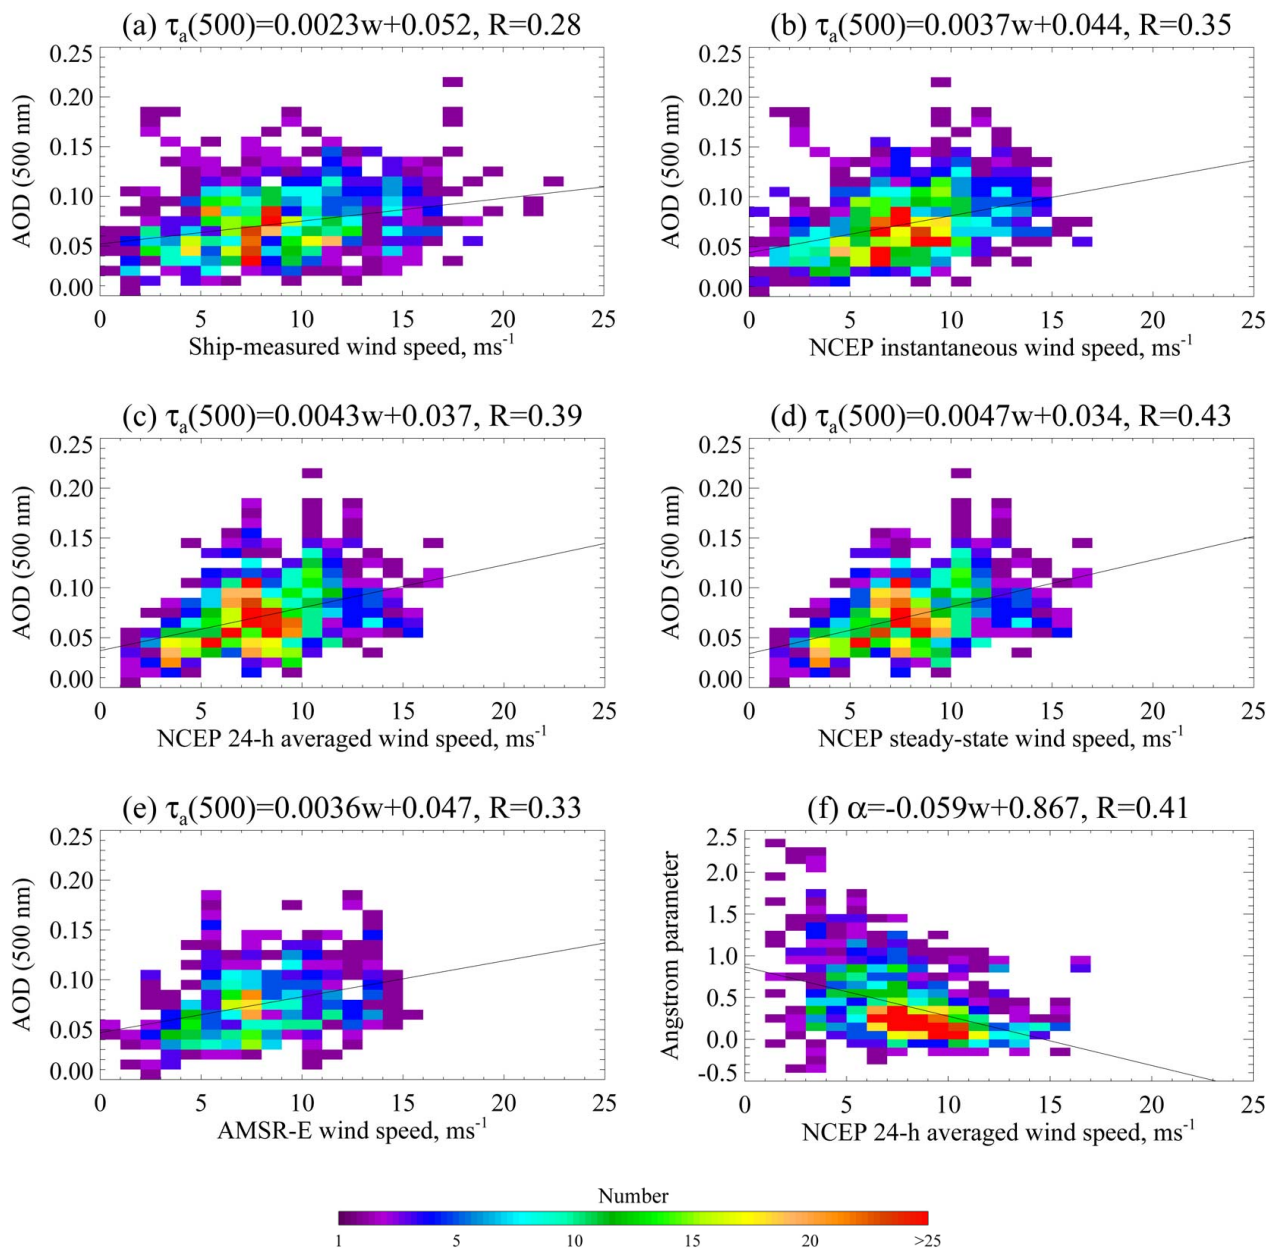 (a) τa(500)=0.0023w+0.052, R=0.28
AOD (500 nm)
0.25
0.20
0.15
0.10
0.05
0.00
0 5 10 15 20 25
Ship-measured wind speed, ms-1
(b) τa(500)=0.0037w+0.044, R=0.35
AOD (500 nm)
0.25
0.20
0.15
0.10
0.05
0.00
0 5 10 15 20 25
NCEP instantaneous wind speed, ms-1
(c) τa(500)=0.0043w+0.037, R=0.39
AOD (500 nm)
0.25
0.20
0.15
0.10
0.05
0.00
0 5 10 15 20 25
NCEP 24-h averaged wind speed, ms-1
(d) τa(500)=0.0047w+0.034, R=0.43
AOD (500 nm)
0.25
0.20
0.15
0.10
0.05
0.00
0 5 10 15 20 25
NCEP steady-state wind speed, ms-1
(e) τa(500)=0.0036w+0.047, R=0.33
AOD (500 nm)
0.25
0.20
0.15
0.10
0.05
0.00
0 5 10 15 20 25
AMSR-E wind speed, ms-1
(f) α=-0.059w+0.867, R=0.41
Angstrom parameter
2.5
2.0
1.5
1.0
0.5
0.0
-0.5
0 5 10 15 20 25
NCEP 24-h averaged wind speed, ms-1
Number
1 5 10 15 20 >25